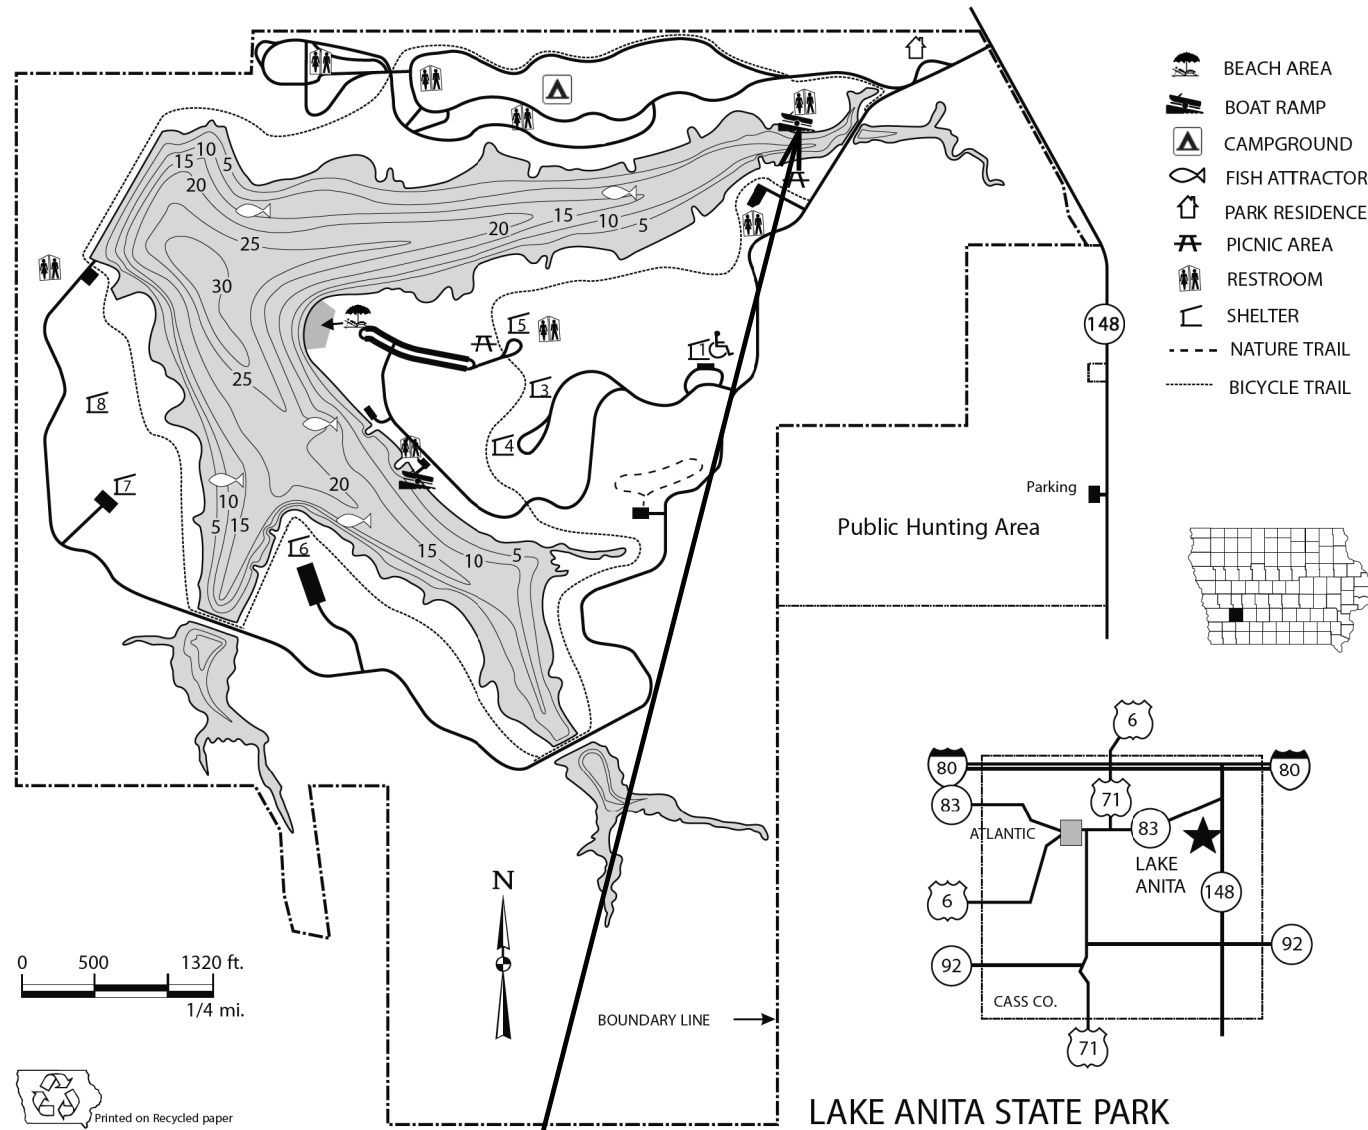 BEACH AREA
BOAT RAMP
CAMPGROUND
FISH ATTRACTOR
PARK RESIDENCE
PICNIC AREA
RESTROOM
SHELTER
NATURE TRAIL
BICYCLE TRAIL
10
15
5
20
15
20
10
5
25
30
148
5
1
25
3
8
4
20
7
10
5
15
Parking
Public Hunting Area
6
15
10
5
6
80
80
71
83
83
ATLANTIC
LAKE
ANITA
148
6
N
92
92
0
500
1320 ft.
1/4 mi.
CASS CO.
BOUNDARY LINE
71
Printed on Recycled paper
LAKE ANITA STATE PARK